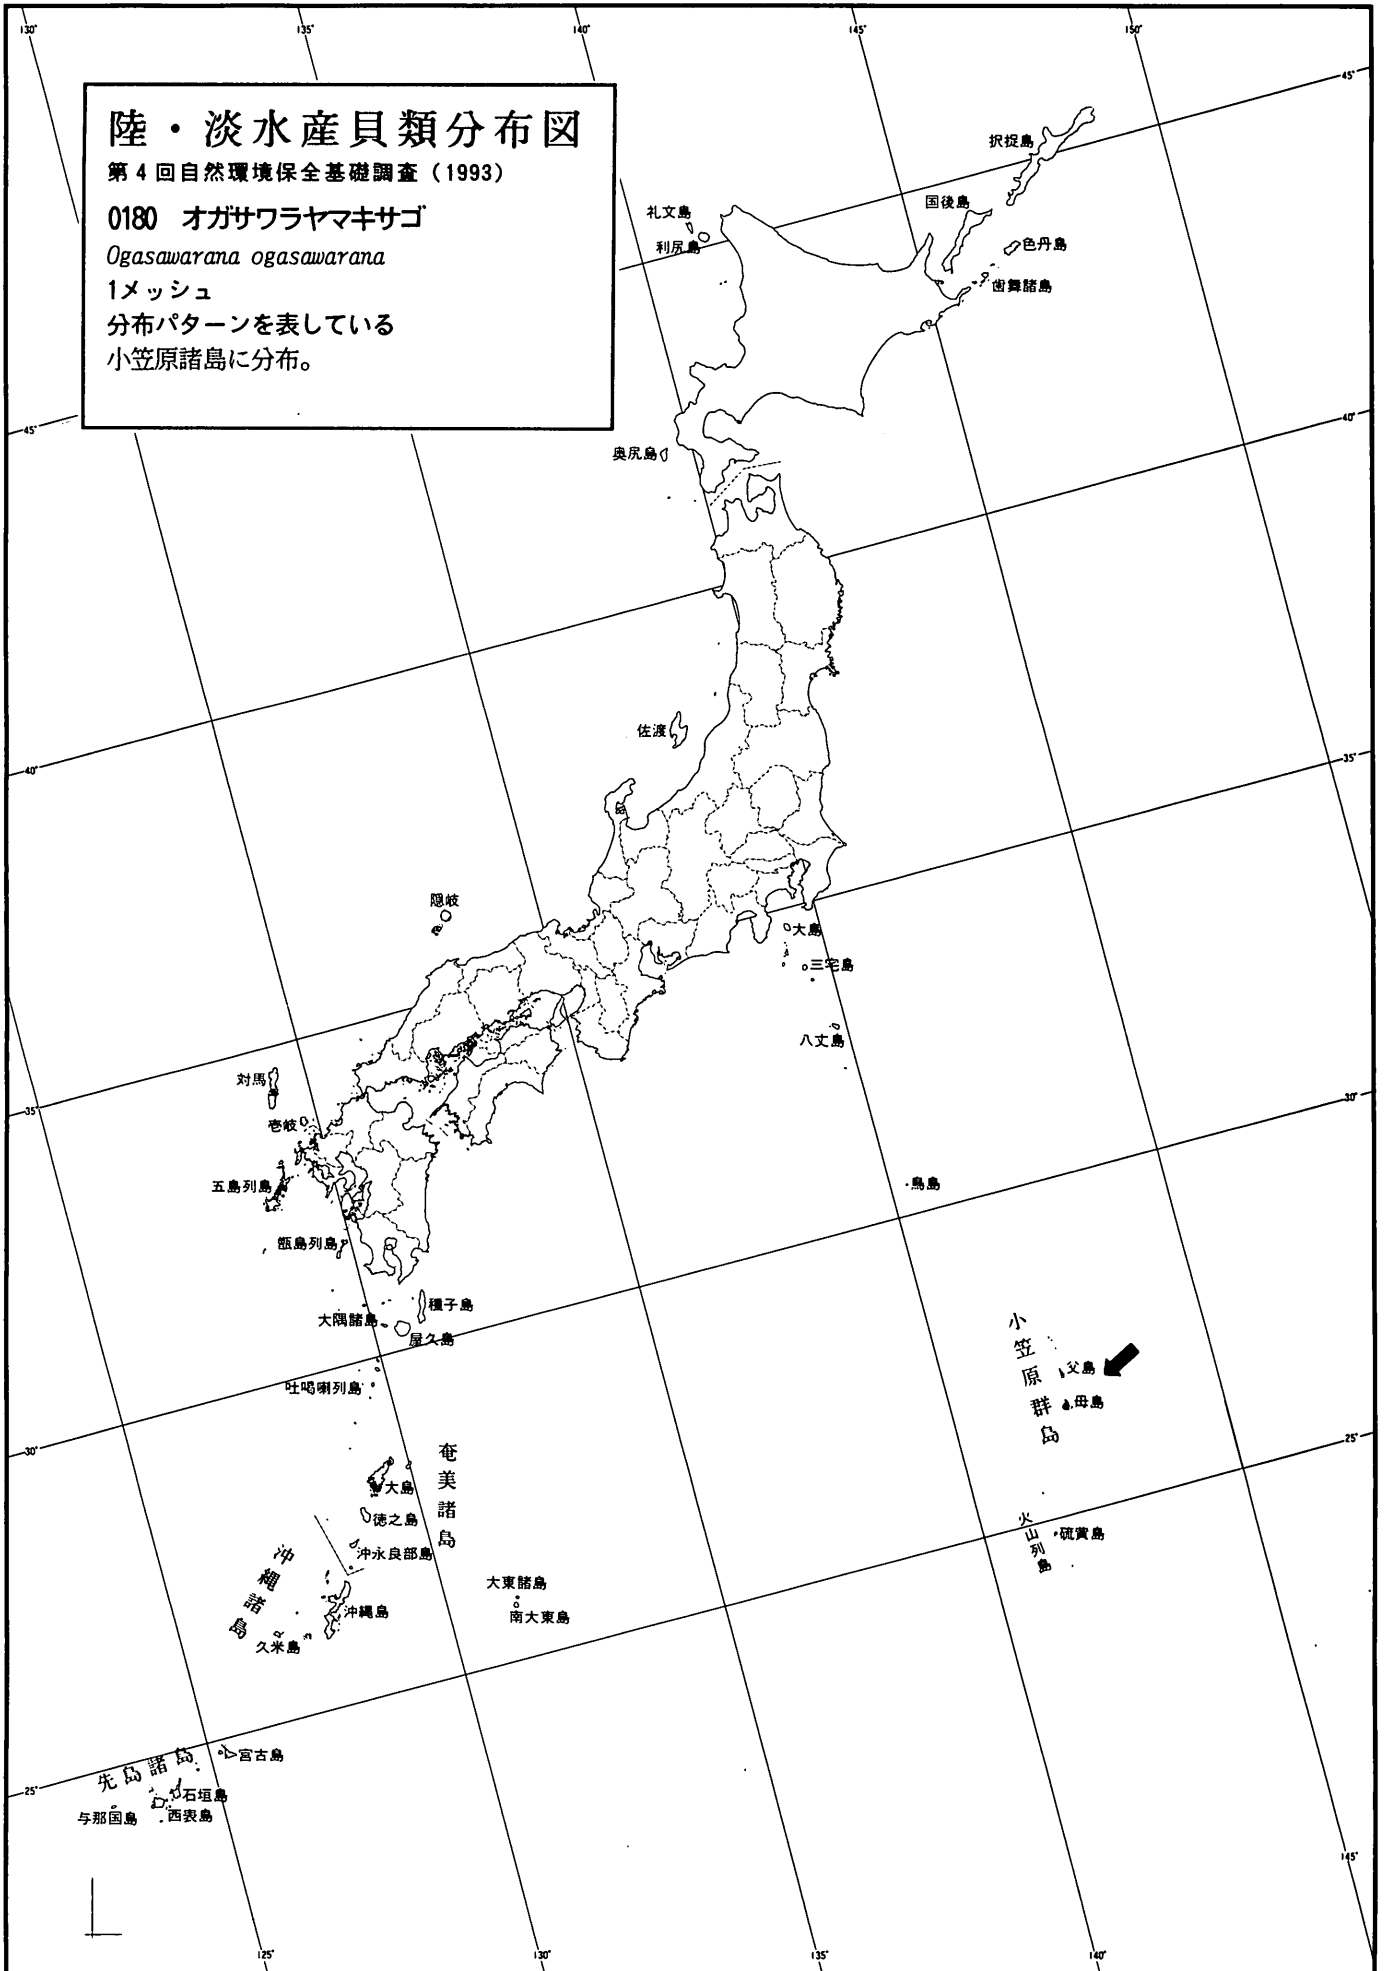 130°
135°
140°
145°
150°
45°
陸・淡水産貝類分布図
第4回自然環境保全基礎調査（1993）
0180 オガサワラヤマキサゴ
Ogasawarana ogasawarana
1メッシュ
分布パターンを表している
小笠原諸島に分布。
択捉島
国後島
色丹島
歯舞諸島
礼文島
利尻島
45°
40°
奥尻島
佐渡
40°
35°
隠岐
大島
三宅島
八丈島
対馬
壱岐
35°
30°
五島列島
鳥島
甑島列島
種子島
大隅諸島
屋久島
吐噶喇列島
小笠原群島
父島
母島
30°
25°
奄美諸島
大島
徳之島
沖永良部島
沖縄諸島
沖縄島
久米島
大東諸島
南大東島
火山列島
硫黄島
先島諸島
宮古島
石垣島
西表島
与那国島
25°
145°
125°
130°
135°
140°